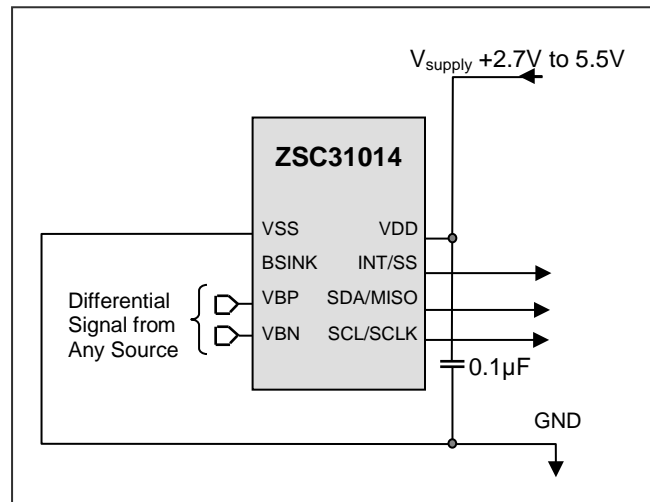 Vsupply +2.7V to 5.5V
ZSC31014
VSS VDD
BSINK INT/SS
VBP SDA/MISO
VBN SCL/SCLK
Differential
Signal from
Any Source
0.1µF
GND